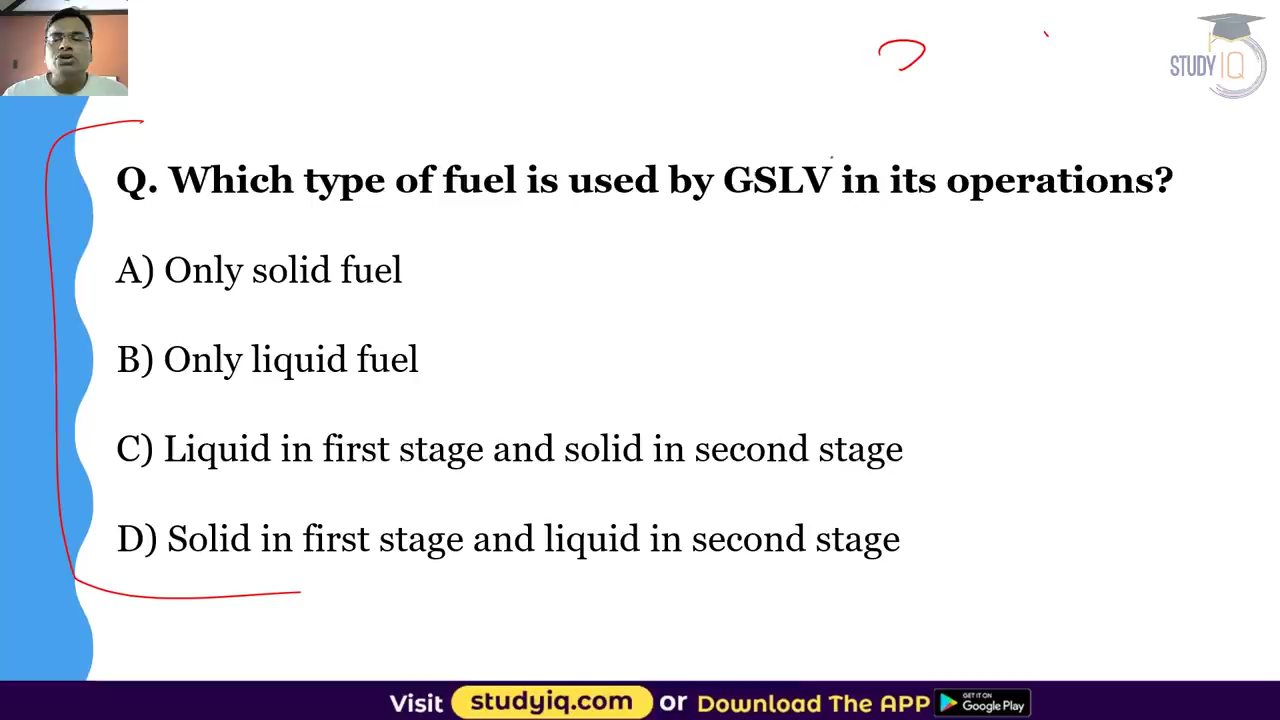 STUDY IQ
Q. Which type of fuel is used by GSLV in its operations?
A) Only solid fuel
B) Only liquid fuel
C) Liquid in first stage and solid in second stage
D) Solid in first stage and liquid in second stage
Visit studyiq.com or Download The APP GET IT ON Google Play